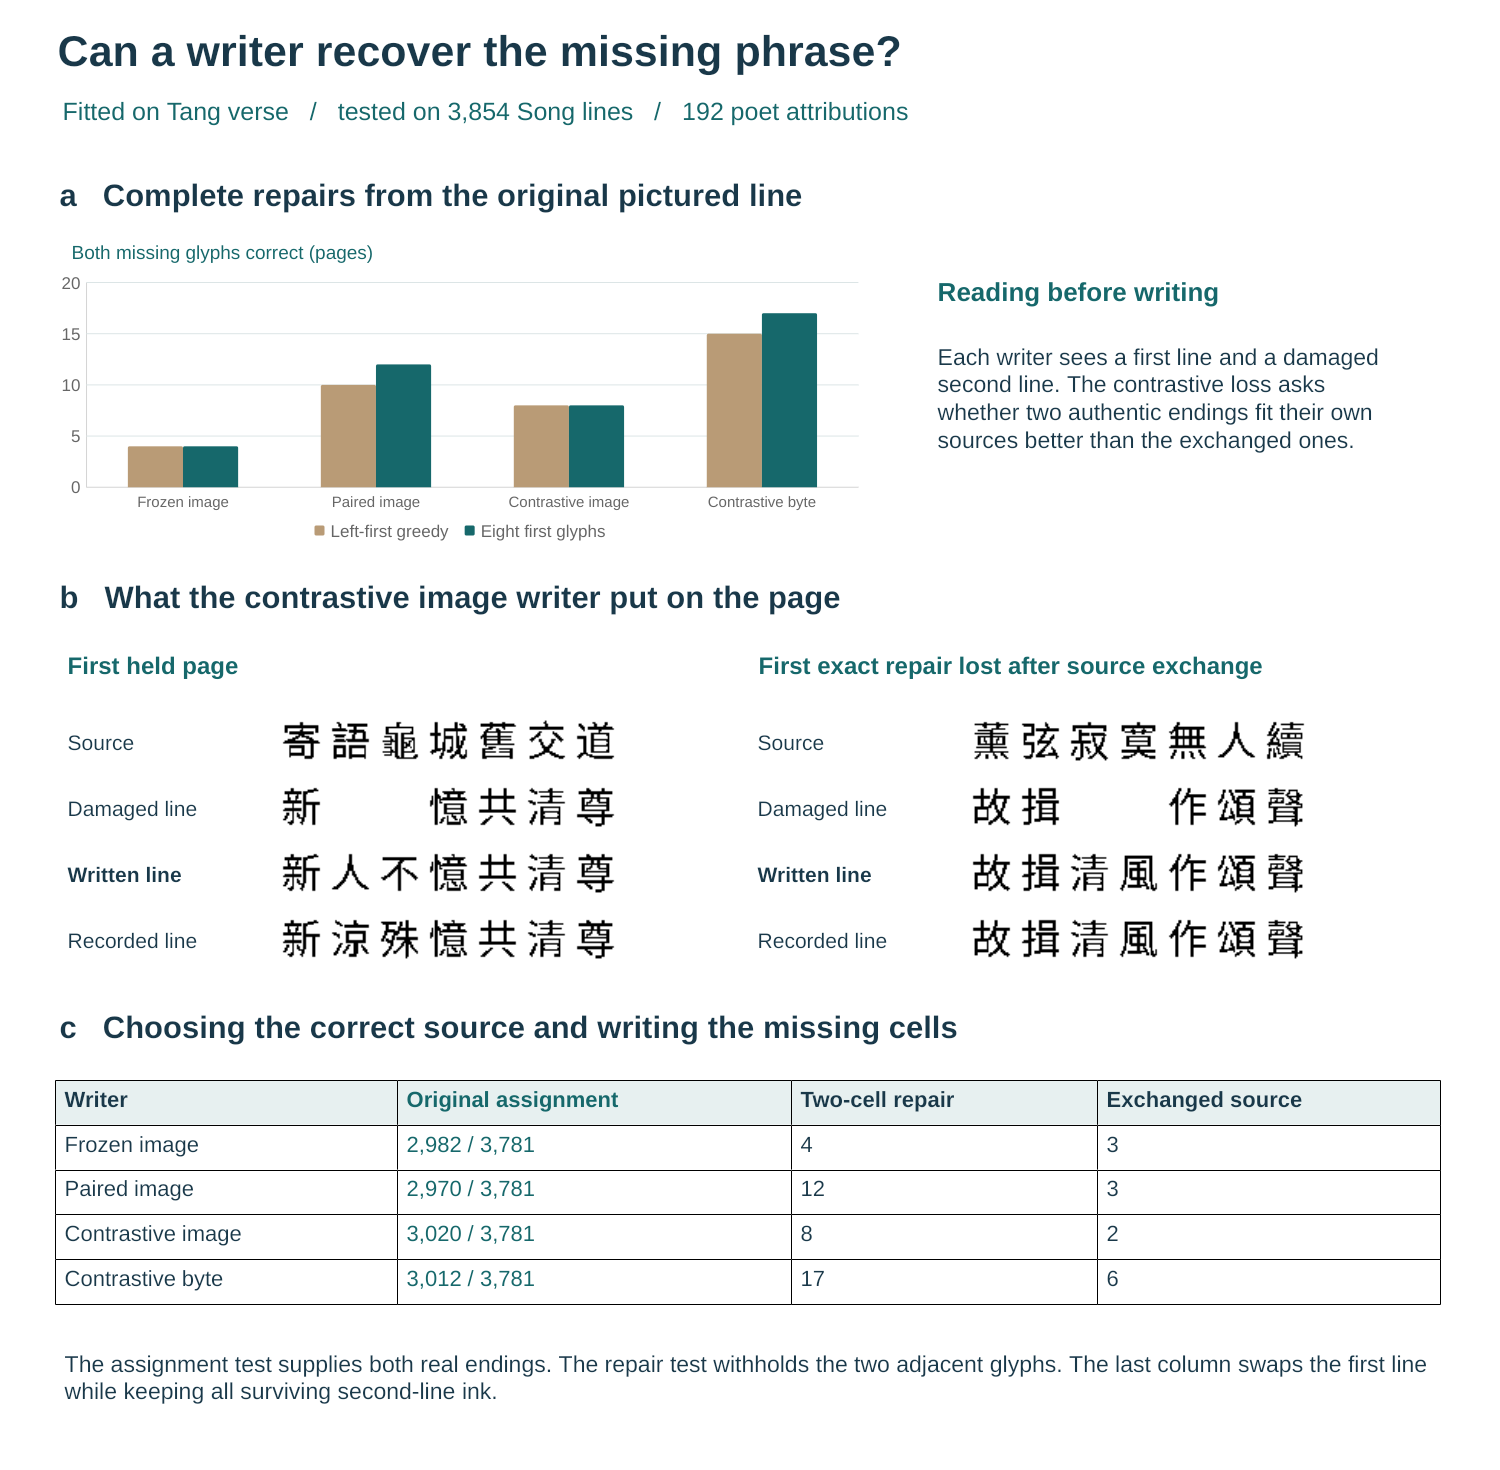 Can a writer recover the missing phrase?
Fitted on Tang verse / tested on 3,854 Song lines / 192 poet attributions
a Complete repairs from the original pictured line
Both missing glyphs correct (pages)
20
15
10
5
0
Frozen image Paired image Contrastive image Contrastive byte
Left-first greedy Eight first glyphs
Reading before writing
Each writer sees a first line and a damaged
second line. The contrastive loss asks
whether two authentic endings fit their own
sources better than the exchanged ones.
b What the contrastive image writer put on the page
First held page
Source 寄語龜城舊交道
Damaged line 新 憶共清尊
Written line 新人不憶共清尊
Recorded line 新涼殊憶共清尊
First exact repair lost after source exchange
Source 薰弦寂寞無人續
Damaged line 故揖 作頌聲
Written line 故揖清風作頌聲
Recorded line 故揖清風作頌聲
c Choosing the correct source and writing the missing cells
Writer Original assignment Two-cell repair Exchanged source
Frozen image 2,982 / 3,781 4 3
Paired image 2,970 / 3,781 12 3
Contrastive image 3,020 / 3,781 8 2
Contrastive byte 3,012 / 3,781 17 6
The assignment test supplies both real endings. The repair test withholds the two adjacent glyphs. The last column swaps the first line
while keeping all surviving second-line ink.